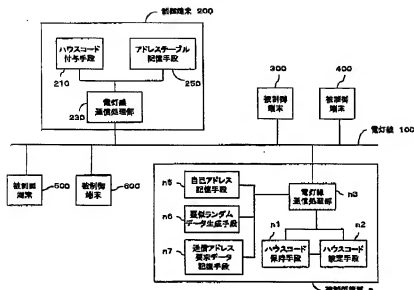 制御端末 200
ハウスコード
付与手段
アドレステーブル
記憶手段
210
250
電灯線
通信処理部
230
300
400
被制御
端末
被制御
端末
電灯線 100
被制御
端末
500
被制御
端末
600
n5
自己アドレス
記憶手段
n6
疑似ランダム
データ生成手段
n7
送信アドレス
要求データ
記憶手段
電灯線
通信処理部
n3
n1
n2
ハウスコード
保持手段
ハウスコード
設定手段